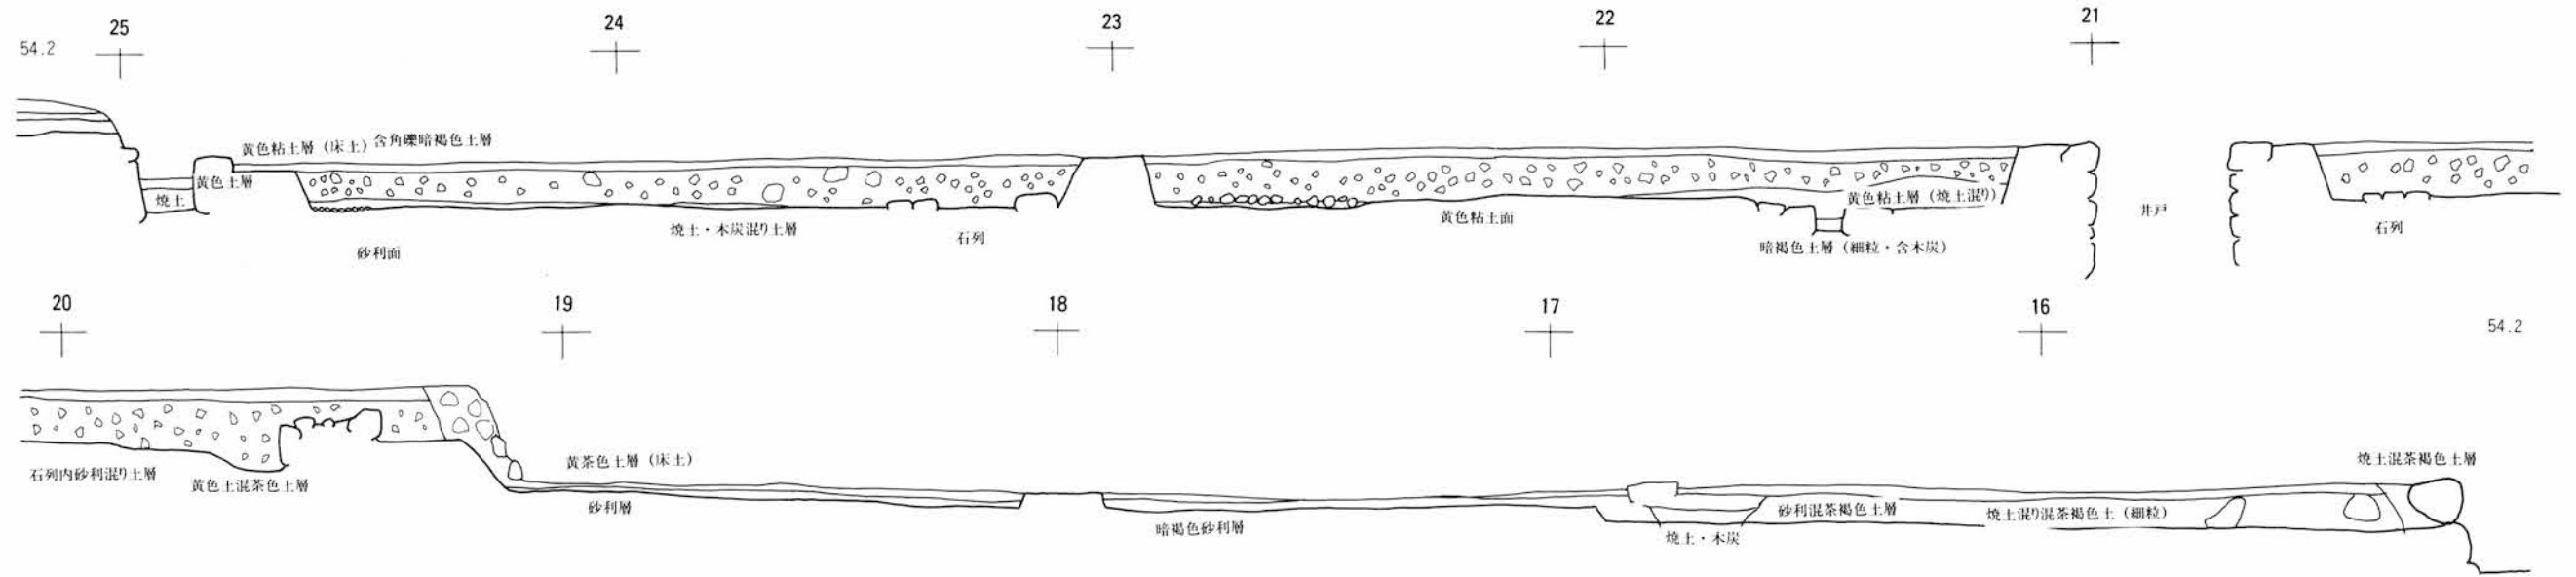 25
24
23
22
21
54.2
黄色粘土層（床土）
含角礫暗褐色土層
黄色土層
焼土
砂利面
焼土・木炭混り土層
石列
黄色粘土面
黄色粘土層（焼土混り）
暗褐色土層（細粒・含木炭）
井戸
石列
20
19
18
17
16
54.2
石列内砂利混り土層
黄色土混茶色土層
黄茶色土層（床土）
砂利層
暗褐色砂利層
焼土・木炭
砂利混茶褐色土層
焼土混り混茶褐色土（細粒）
焼土混茶褐色土層